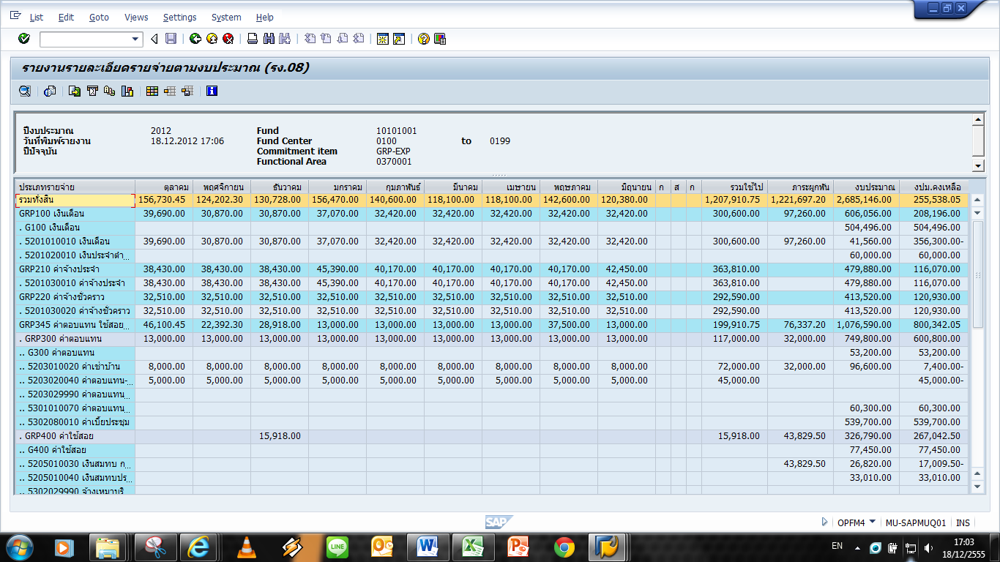 List Edit Goto Views Settings System Help
รายงานรายละเอียดรายจ่ายตามงบประมาณ (รง.08)
ปีงบประมาณ 2012 Fund 10101001
วันที่พิมพ์รายงาน 18.12.2012 17:06 Fund Center 0100 to 0199
ปีปัจจุบัน Commitment item GRP-EXP
Functional Area 0370001
ประเภทรายจ่าย ตุลาคม พฤศจิกายน ธันวาคม มกราคม กุมภาพันธ์ มีนาคม เมษายน พฤษภาคม มิถุนายน ก ส ก รวมใช้ไป ภาระผูกพัน งบประมาณ งปม.คงเหลือ
รวมทั้งสิ้น 156,730.45 124,202.30 130,728.00 156,470.00 140,600.00 118,100.00 118,100.00 142,600.00 120,380.00 1,207,910.75 1,221,697.20 2,685,146.00 255,538.05
GRP100 เงินเดือน 39,690.00 30,870.00 30,870.00 37,070.00 32,420.00 32,420.00 32,420.00 32,420.00 32,420.00 300,600.00 97,260.00 606,056.00 208,196.00
. G100 เงินเดือน 504,496.00 504,496.00
. 5201010010 เงินเดือน 39,690.00 30,870.00 30,870.00 37,070.00 32,420.00 32,420.00 32,420.00 32,420.00 32,420.00 300,600.00 97,260.00 41,560.00 356,300.00-
. 5201020010 เงินประจำตำ... 60,000.00 60,000.00
GRP210 ค่าจ้างประจำ 38,430.00 38,430.00 38,430.00 45,390.00 40,170.00 40,170.00 40,170.00 40,170.00 42,450.00 363,810.00 479,880.00 116,070.00
. 5201030010 ค่าจ้างประจำ 38,430.00 38,430.00 38,430.00 45,390.00 40,170.00 40,170.00 40,170.00 40,170.00 42,450.00 363,810.00 479,880.00 116,070.00
GRP220 ค่าจ้างชั่วคราว 32,510.00 32,510.00 32,510.00 32,510.00 32,510.00 32,510.00 32,510.00 32,510.00 32,510.00 292,590.00 413,520.00 120,930.00
. 5201030020 ค่าจ้างชั่วคราว 32,510.00 32,510.00 32,510.00 32,510.00 32,510.00 32,510.00 32,510.00 32,510.00 32,510.00 292,590.00 413,520.00 120,930.00
GRP345 ค่าตอบแทน ใช้สอย... 46,100.45 22,392.30 28,918.00 13,000.00 13,000.00 13,000.00 13,000.00 37,500.00 13,000.00 199,910.75 76,337.20 1,076,590.00 800,342.05
. GRP300 ค่าตอบแทน 13,000.00 13,000.00 13,000.00 13,000.00 13,000.00 13,000.00 13,000.00 13,000.00 13,000.00 117,000.00 32,000.00 749,800.00 600,800.00
.. G300 ค่าตอบแทน 53,200.00 53,200.00
.. 5203010020 ค่าเช่าบ้าน 8,000.00 8,000.00 8,000.00 8,000.00 8,000.00 8,000.00 8,000.00 8,000.00 8,000.00 72,000.00 32,000.00 96,600.00 7,400.00-
.. 5203020040 ค่าตอบแทน-... 5,000.00 5,000.00 5,000.00 5,000.00 5,000.00 5,000.00 5,000.00 5,000.00 5,000.00 45,000.00 45,000.00-
.. 5203029990 ค่าตอบแทน...
.. 5301010070 ค่าตอบแทน... 60,300.00 60,300.00
.. 5302080010 ค่าเบี้ยประชุม 539,700.00 539,700.00
. GRP400 ค่าใช้สอย 15,918.00 15,918.00 43,829.50 326,790.00 267,042.50
.. G400 ค่าใช้สอย 77,450.00 77,450.00
.. 5205010030 เงินสมทบ ก... 43,829.50 26,820.00 17,009.50-
.. 5205010040 เงินสมทบปร... 33,010.00 33,010.00
.. 5302029990 จ้างเหมาบริ
SAP
OPFM4 MU-SAPMUQ01 INS
LINE
EN 17:03
18/12/2555